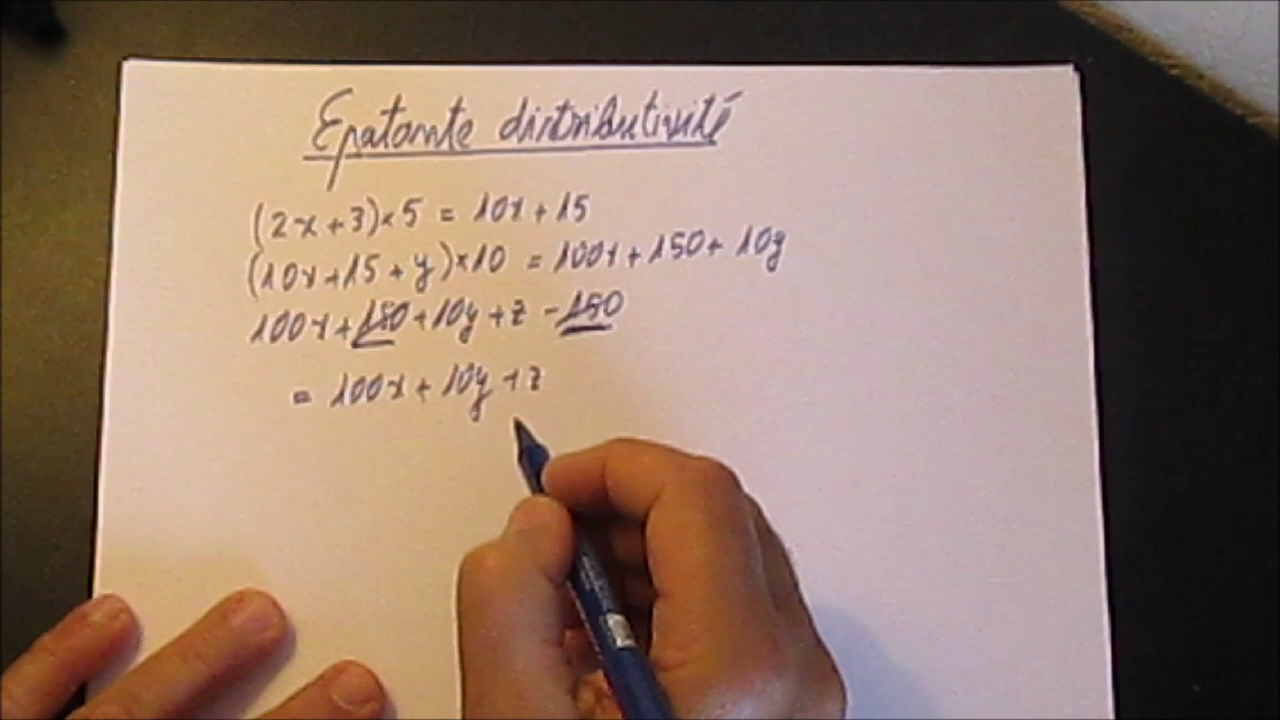 Epatante distributivité
(2x+3)×5 = 10x+15
(10x+15+y)×10 = 100x+150+10y
100x+150+10y+z-150
= 100x+10y+z